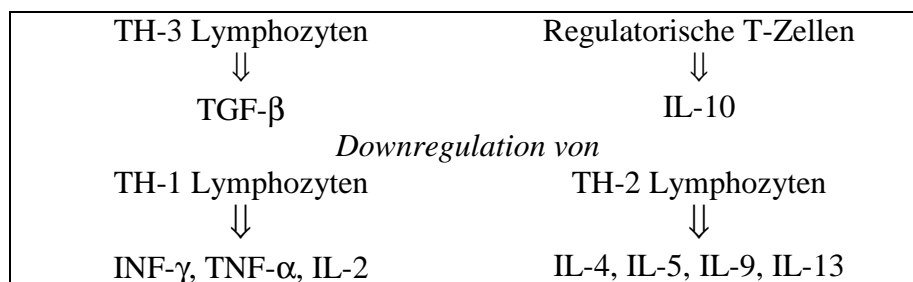 TH-3 Lymphozyten Regulatorische T-Zellen
⇓ ⇓
TGF-β IL-10
Downregulation von
TH-1 Lymphozyten TH-2 Lymphozyten
⇓ ⇓
INF-γ, TNF-α, IL-2 IL-4, IL-5, IL-9, IL-13